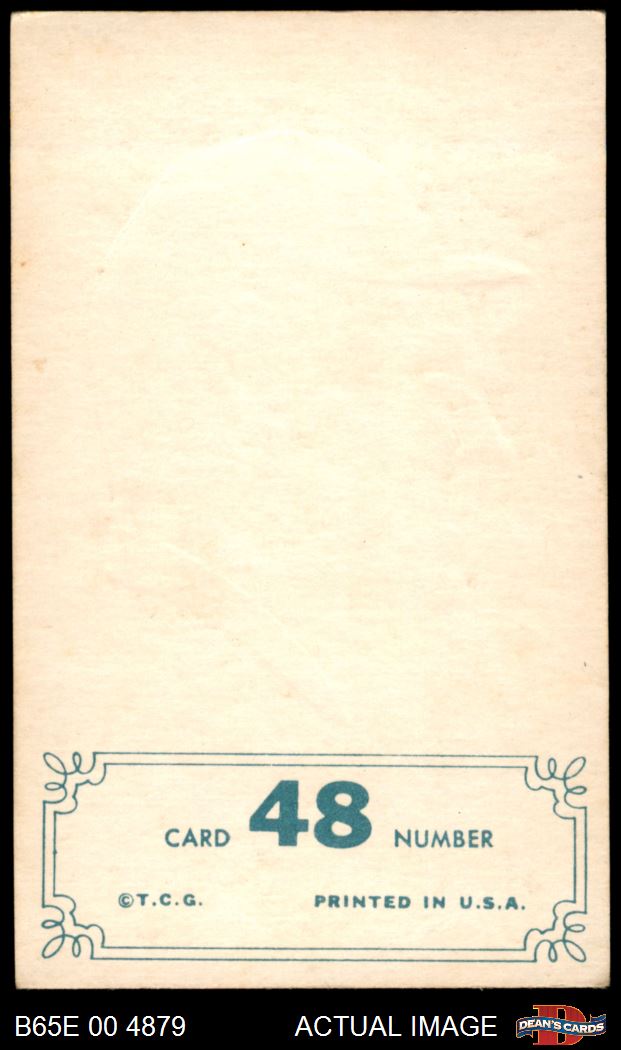 CARD 48 NUMBER
©T.C.G. PRINTED IN U.S.A.
B65E 00 4879 ACTUAL IMAGE DEAN'S CARDS